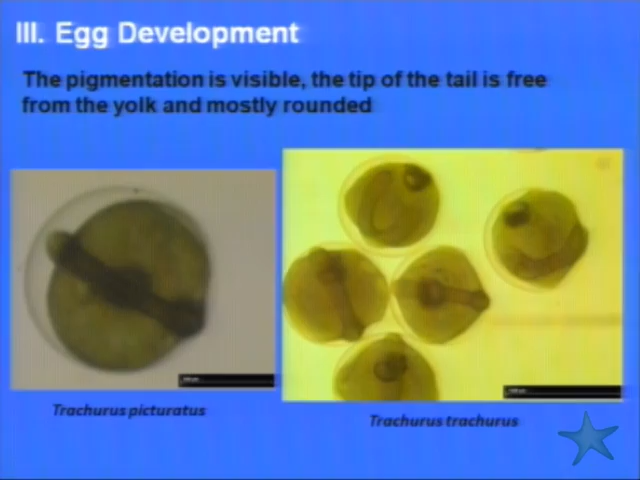 III. Egg Development
The pigmentation is visible, the tip of the tail is free
from the yolk and mostly rounded
Trachurus picturatus
Trachurus trachurus